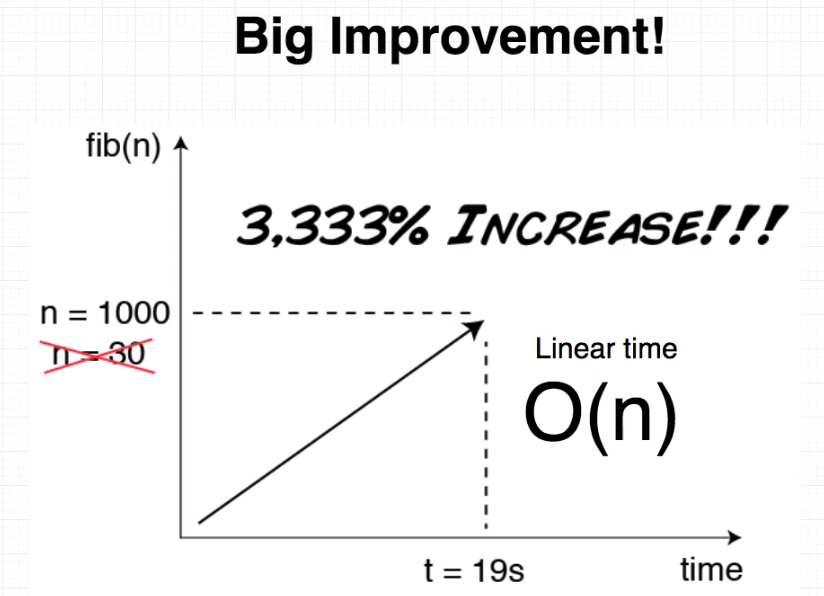 Big Improvement!
fib(n)
3,333% INCREASE!!!
n = 1000
n = 30
Linear time
O(n)
t = 19s
time